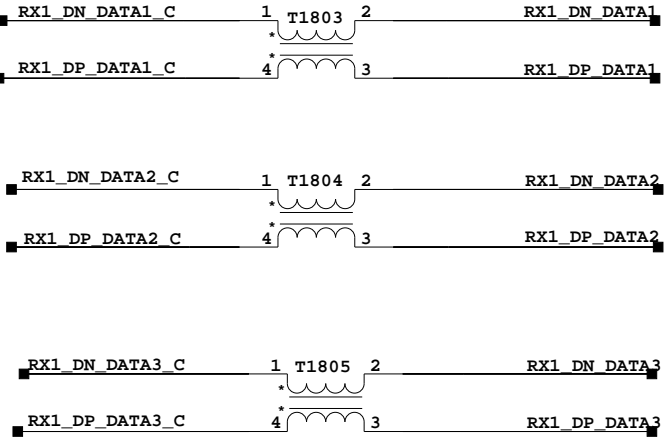 RX1_DN_DATA1_C 1 T1803 2 RX1_DN_DATA1
*
*
RX1_DP_DATA1_C 4 3 RX1_DP_DATA1
RX1_DN_DATA2_C 1 T1804 2 RX1_DN_DATA2
*
*
RX1_DP_DATA2_C 4 3 RX1_DP_DATA2
RX1_DN_DATA3_C 1 T1805 2 RX1_DN_DATA3
*
*
RX1_DP_DATA3_C 4 3 RX1_DP_DATA3